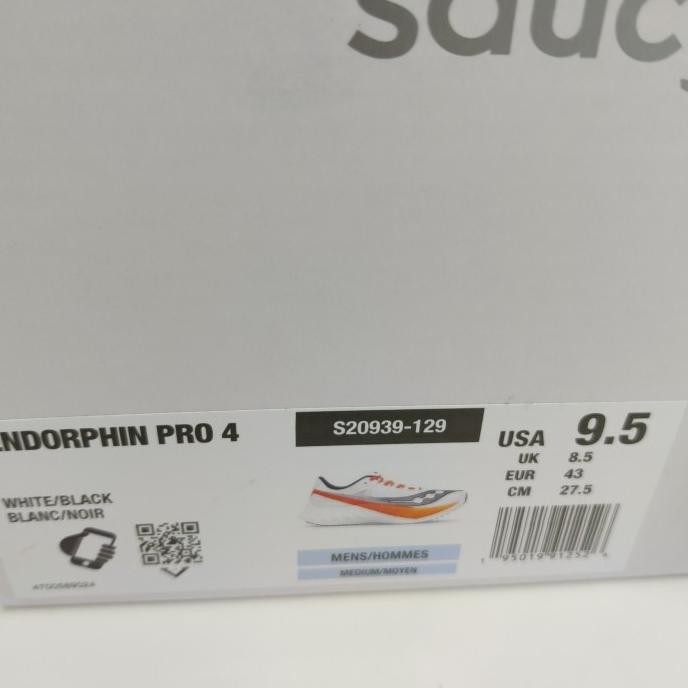 sauc
ENDORPHIN PRO 4
S20939-129
USA 9.5
UK 8.5
EUR 43
CM 27.5
WHITE/BLACK
BLANC/NOIR
MENS/HOMMES
MEDIUM/MOYEN